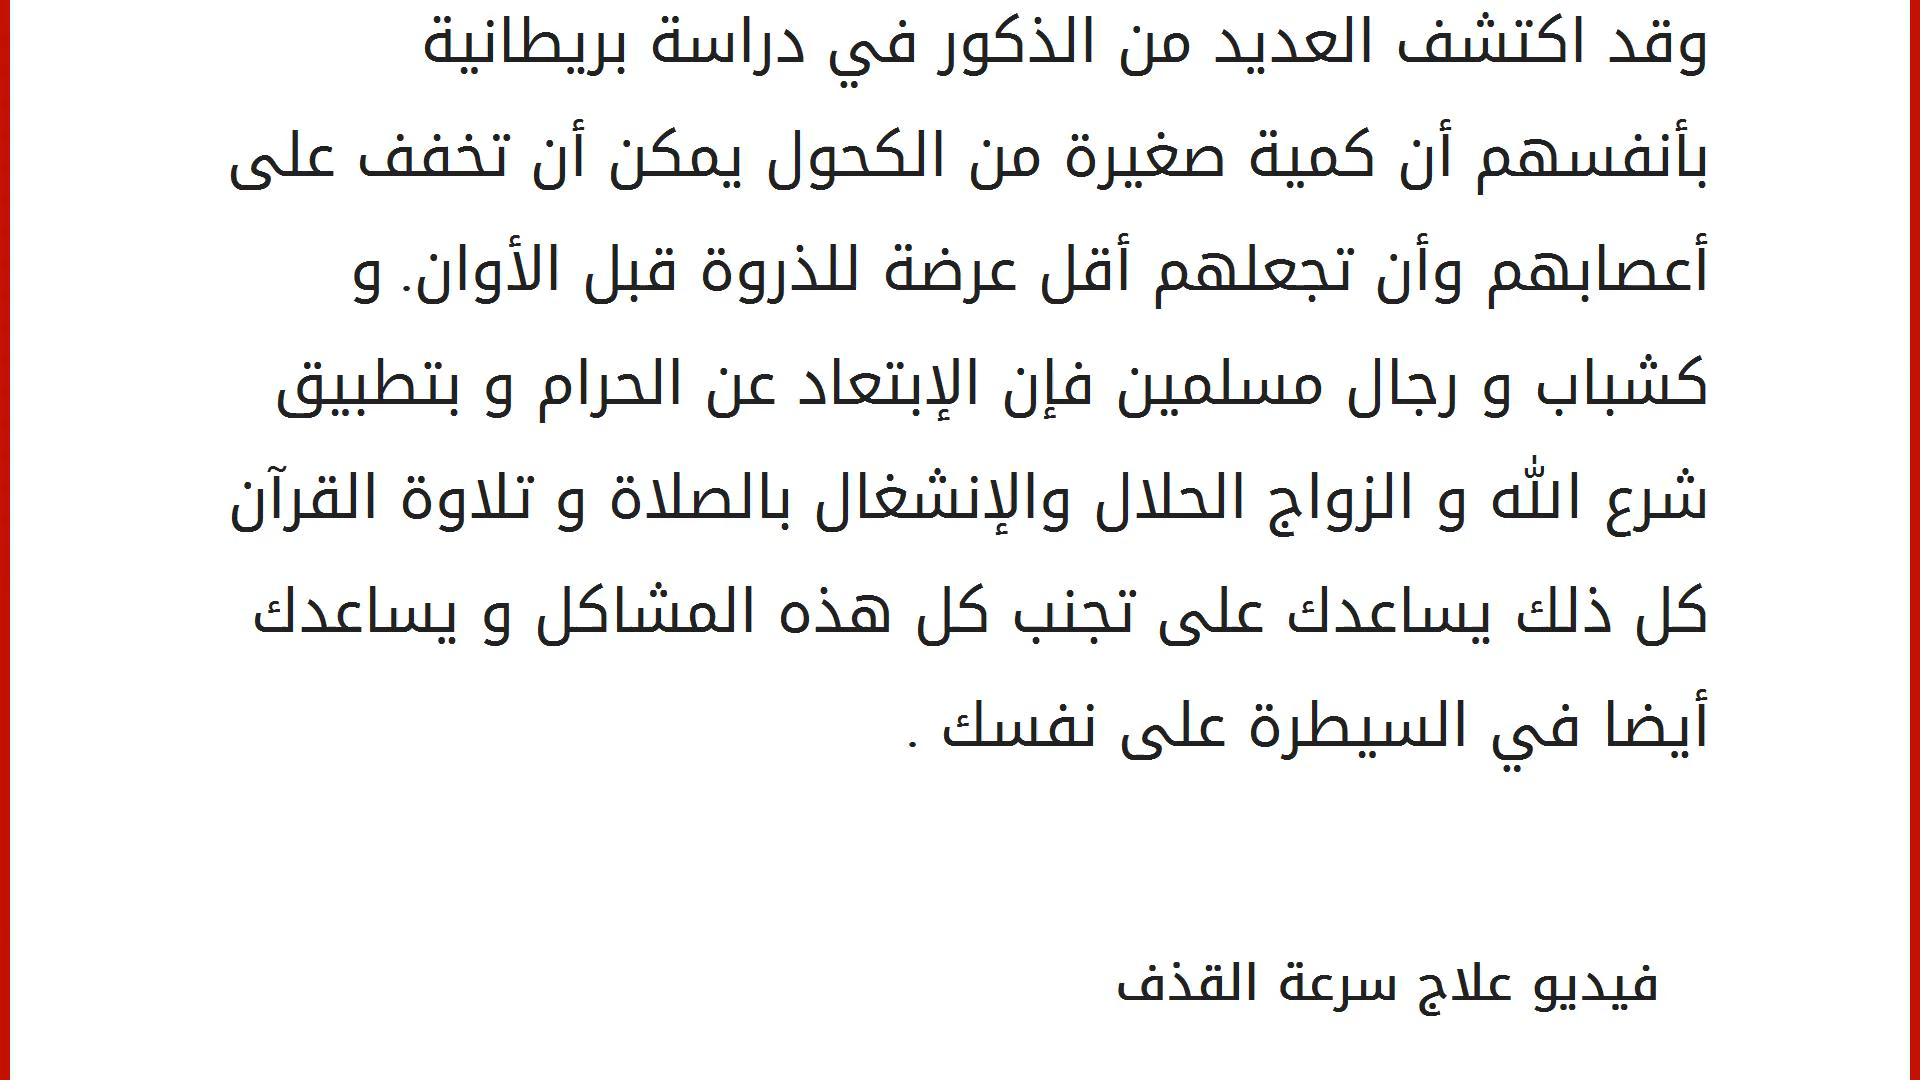 وقد اكتشف العديد من الذكور في دراسة بريطانية
بأنفسهم أن كمية صغيرة من الكحول يمكن أن تخفف على
أعصابهم وأن تجعلهم أقل عرضة للذروة قبل الأوان. و
كشباب و رجال مسلمين فإن الإبتعاد عن الحرام و بتطبيق
شرع الله و الزواج الحلال والإنشغال بالصلاة و تلاوة القرآن
كل ذلك يساعدك على تجنب كل هذه المشاكل و يساعدك
أيضا في السيطرة على نفسك .
فيديو علاج سرعة القذف